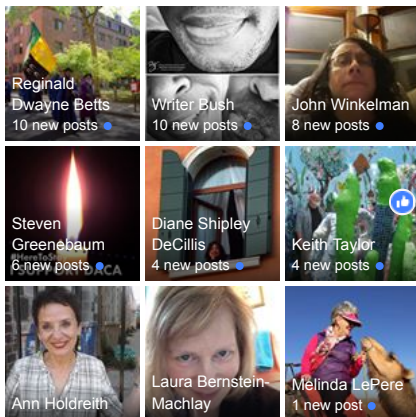 Reginald
Dwayne Betts
10 new posts
Writer Bush
10 new posts
John Winkelman
8 new posts
Steven
Greenebaum
6 new posts
SUPPORT DACA
Diane Shipley
DeCillis
4 new posts
Keith Taylor
4 new posts
Ann Holdreith
Laura Bernstein-
Machlay
Melinda LePere
1 new post